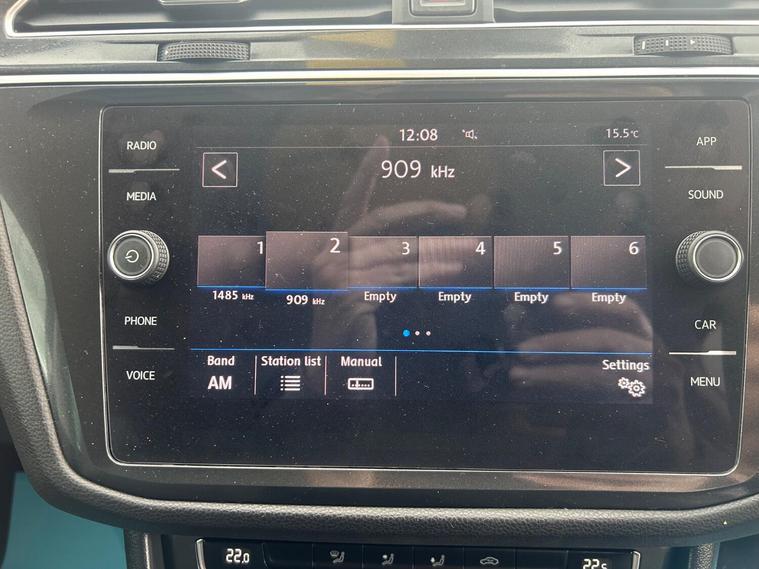 12:08 15.5°C
RADIO APP
< 909 kHz >
MEDIA SOUND
1 2 3 4 5 6
1485 kHz 909 kHz Empty Empty Empty Empty
PHONE CAR
Band Station list Manual Settings
AM
VOICE MENU
22.0 22.5